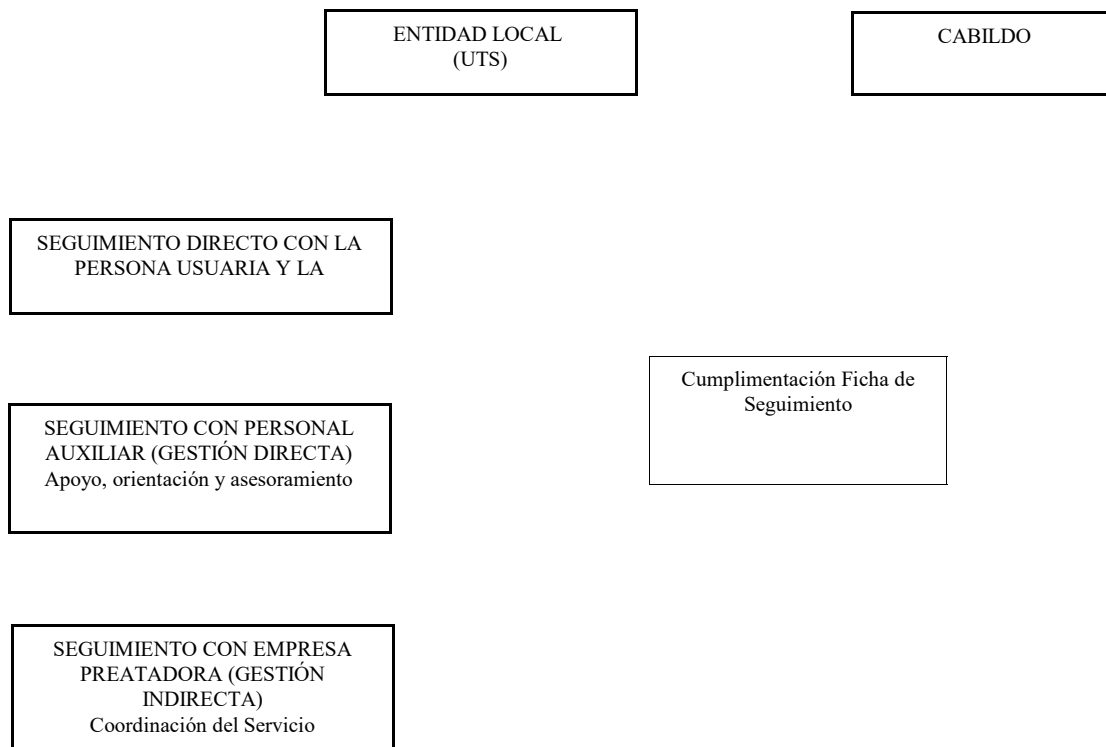 ENTIDAD LOCAL
(UTS)
CABILDO
SEGUIMIENTO DIRECTO CON LA
PERSONA USUARIA Y LA
Cumplimentación Ficha de
Seguimiento
SEGUIMIENTO CON PERSONAL
AUXILIAR (GESTIÓN DIRECTA)
Apoyo, orientación y asesoramiento
SEGUIMIENTO CON EMPRESA
PREATADORA (GESTIÓN
INDIRECTA)
Coordinación del Servicio